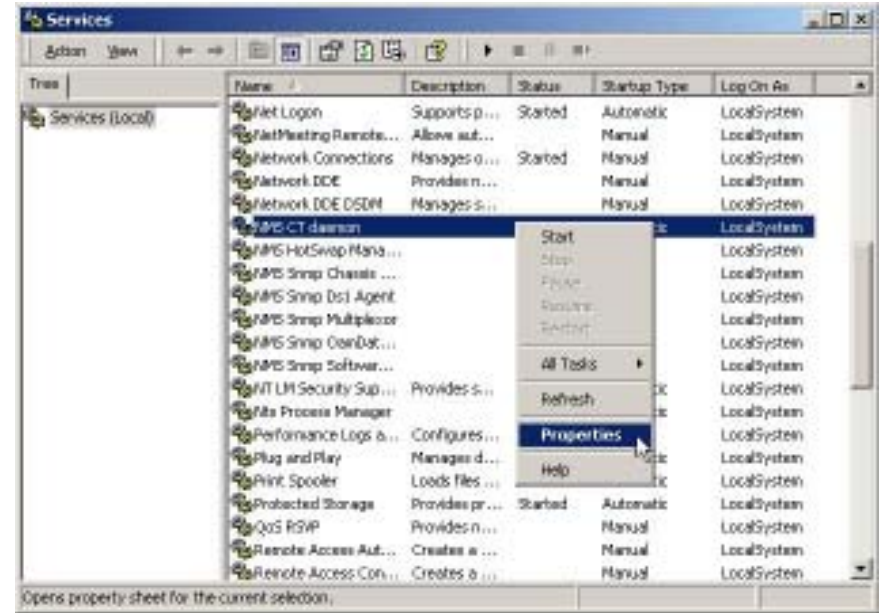 Services
Action View
Tree
Name Description Status Startup Type Log On As
Services (Local)
Net Logon Supports p... Started Automatic LocalSystem
NetMeeting Remote... Allows aut... Manual LocalSystem
Network Connections Manages o... Started Manual LocalSystem
Network DDE Provides n... Manual LocalSystem
Network DDE DSDM Manages s... Manual LocalSystem
NMS CT daemon LocalSystem
NMS HotSwap Mana... LocalSystem
NMS Snmp Chassis ... LocalSystem
NMS Snmp Ds1 Agent LocalSystem
NMS Snmp Multiplexor LocalSystem
NMS Snmp OamDat... LocalSystem
NMS Snmp Softwar... LocalSystem
NT LM Security Sup... Provides s... LocalSystem
Nts Process Manager LocalSystem
Performance Logs a... Configures... LocalSystem
Plug and Play Manages d... LocalSystem
Print Spooler Loads files ... LocalSystem
Protected Storage Provides pr... Started Automatic LocalSystem
QoS RSVP Provides n... Manual LocalSystem
Remote Access Aut... Creates a ... Manual LocalSystem
Remote Access Con... Creates a ... Manual LocalSystem
Start
Stop
Pause
Resume
Restart
All Tasks
Refresh
Properties
Help
Opens property sheet for the current selection.